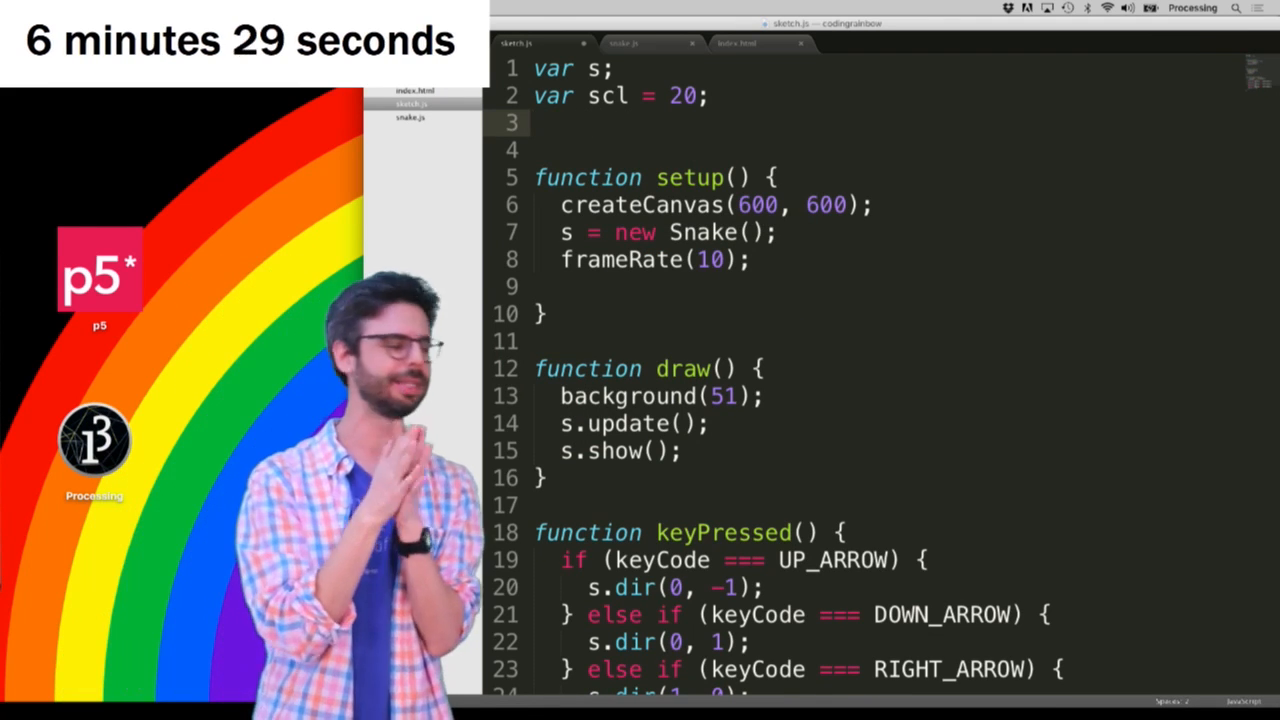 6 minutes 29 seconds
Processing
sketch.js — codingrainbow
sketch.js
snake.js
index.html
index.html
sketch.js
snake.js
p5*
p5
Processing
1 var s;
2 var scl = 20;
3
4
5 function setup() {
6 createCanvas(600, 600);
7 s = new Snake();
8 frameRate(10);
9
10 }
11
12 function draw() {
13 background(51);
14 s.update();
15 s.show();
16 }
17
18 function keyPressed() {
19 if (keyCode === UP_ARROW) {
20 s.dir(0, -1);
21 } else if (keyCode === DOWN_ARROW) {
22 s.dir(0, 1);
23 } else if (keyCode === RIGHT_ARROW) {
24 s.dir(1, 0);
Spaces: 2
JavaScript